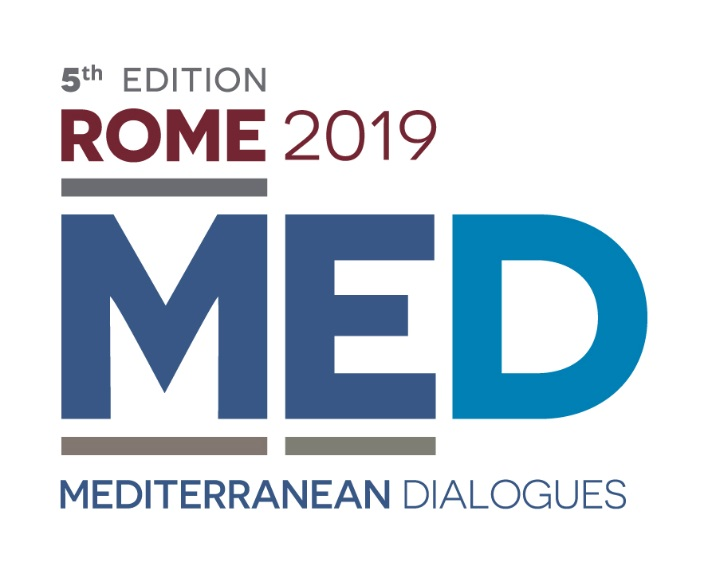 5th EDITION
ROME 2019
MED
MEDITERRANEAN DIALOGUES